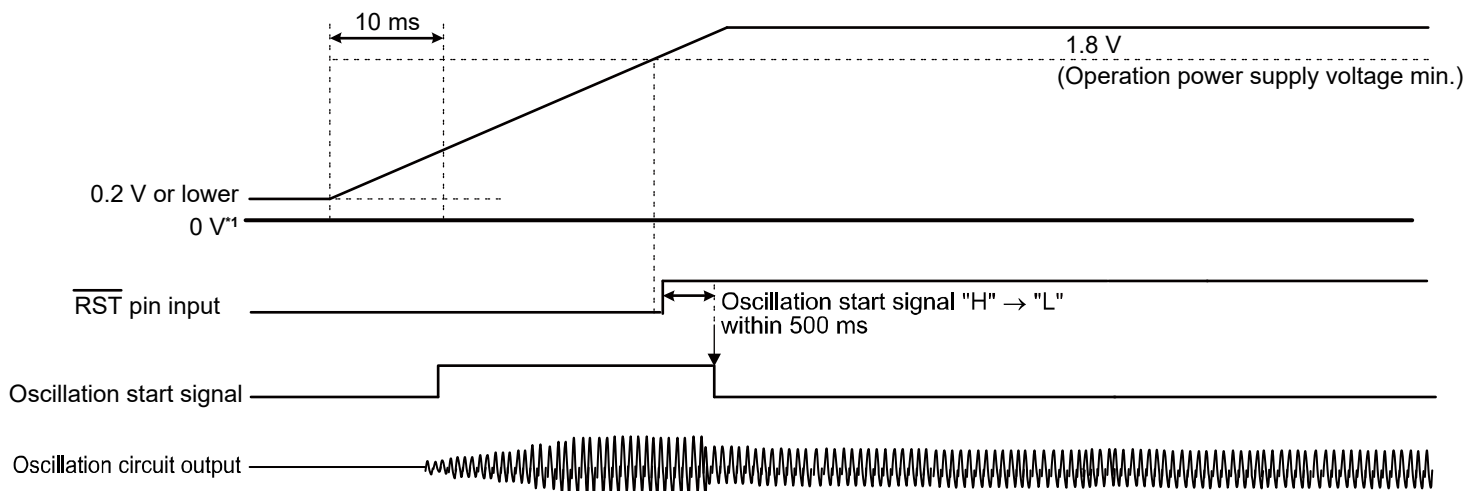 10 ms
1.8 V
(Operation power supply voltage min.)
0.2 V or lower
0 V*1
RST pin input
Oscillation start signal "H" → "L"
within 500 ms
Oscillation start signal
Oscillation circuit output